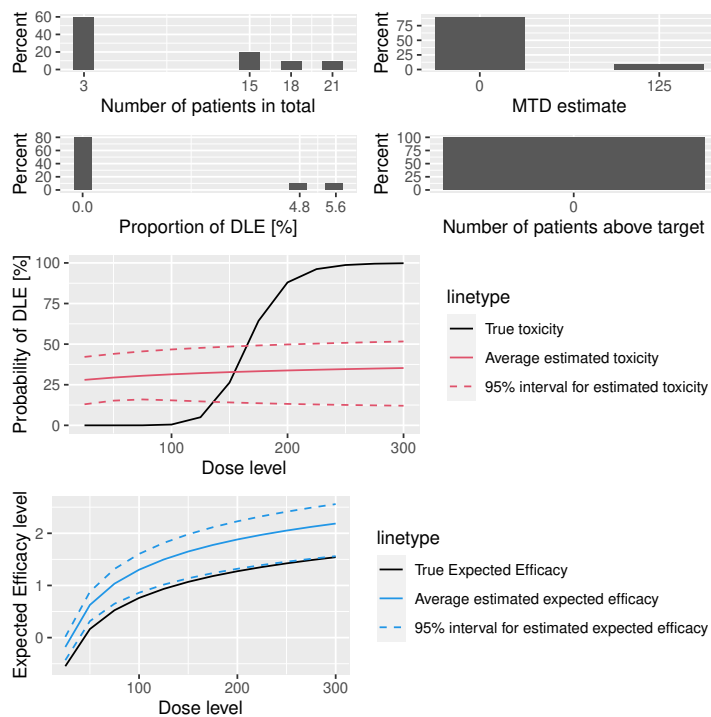 Percent
60
40
20
0
3
15
18
21
Number of patients in total
Percent
75
50
25
0
0
125
MTD estimate
Percent
80
60
40
20
0
0.0
4.8
5.6
Proportion of DLE [%]
Percent
100
75
50
25
0
0
Number of patients above target
Probability of DLE [%]
100
75
50
25
0
100
200
300
Dose level
linetype
True toxicity
Average estimated toxicity
95% interval for estimated toxicity
Expected Efficacy level
2
1
0
100
200
300
Dose level
linetype
True Expected Efficacy
Average estimated expected efficacy
95% interval for estimated expected efficacy